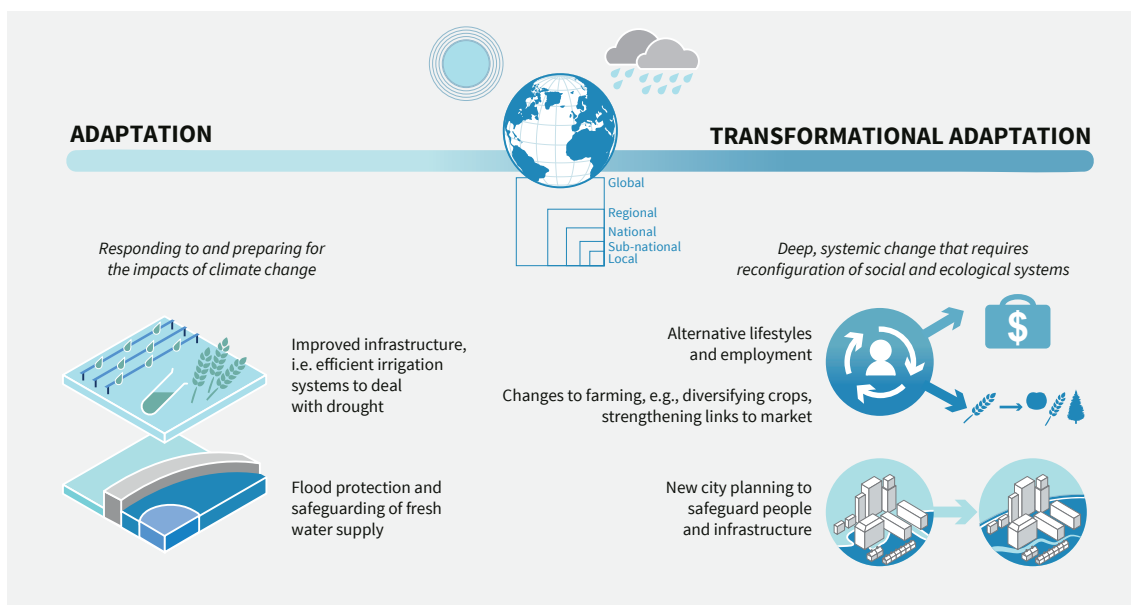 ADAPTATION
TRANSFORMATIONAL ADAPTATION
Global
Regional
National
Sub-national
Local
Responding to and preparing for
the impacts of climate change
Deep, systemic change that requires
reconfiguration of social and ecological systems
Improved infrastructure,
i.e. efficient irrigation
systems to deal
with drought
Flood protection and
safeguarding of fresh
water supply
Alternative lifestyles
and employment
$
Changes to farming, e.g., diversifying crops,
strengthening links to market
New city planning to
safeguard people
and infrastructure